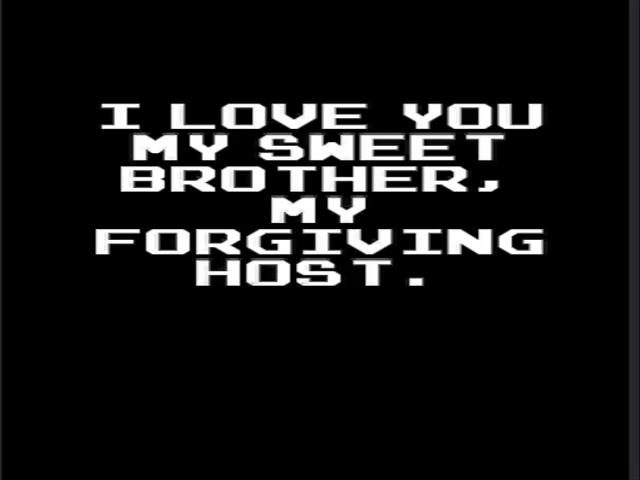 I LOVE YOU
MY SWEET
BROTHER,
MY
FORGIVING
HOST.